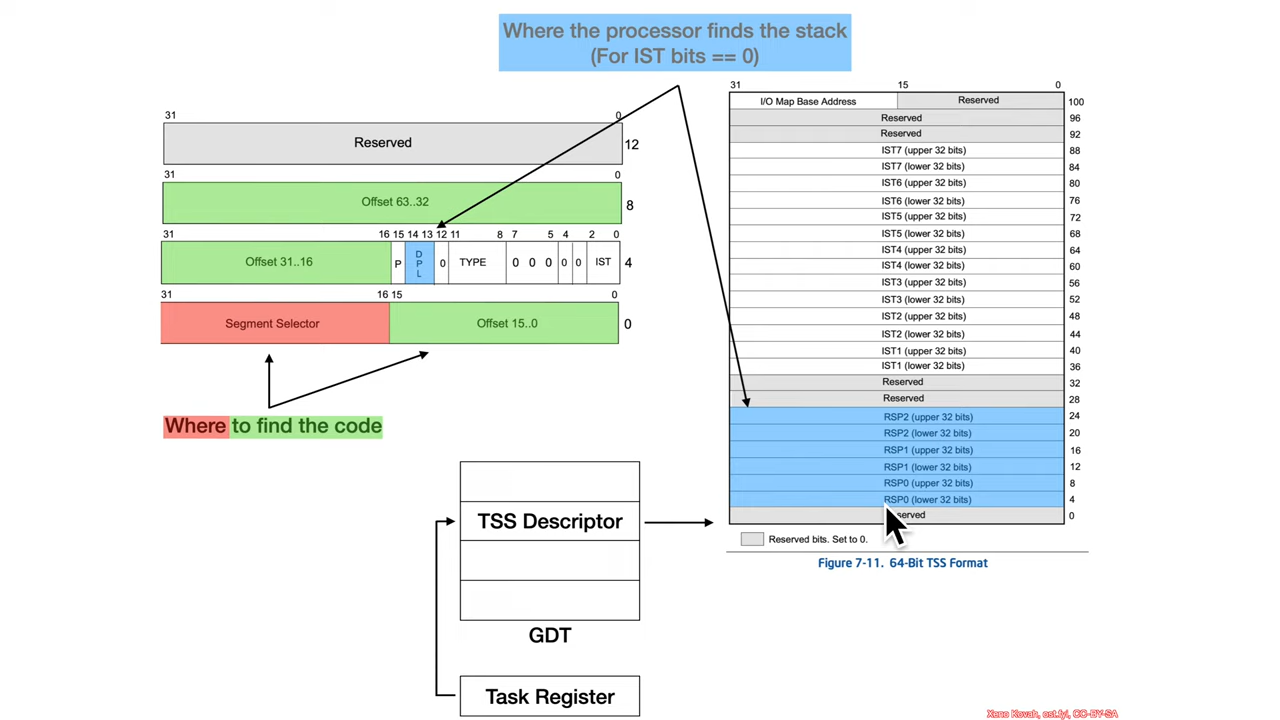 Where the processor finds the stack
(For IST bits == 0)
31 0
Reserved 12
31 0
Offset 63..32 8
31 16 15 14 13 12 11 8 7 5 4 2 0
Offset 31..16 P DPL 0 TYPE 0 0 0 0 0 IST 4
31 16 15 0
Segment Selector Offset 15..0 0
Where to find the code
31 15 0
I/O Map Base Address Reserved 100
Reserved 96
Reserved 92
IST7 (upper 32 bits) 88
IST7 (lower 32 bits) 84
IST6 (upper 32 bits) 80
IST6 (lower 32 bits) 76
IST5 (upper 32 bits) 72
IST5 (lower 32 bits) 68
IST4 (upper 32 bits) 64
IST4 (lower 32 bits) 60
IST3 (upper 32 bits) 56
IST3 (lower 32 bits) 52
IST2 (upper 32 bits) 48
IST2 (lower 32 bits) 44
IST1 (upper 32 bits) 40
IST1 (lower 32 bits) 36
Reserved 32
Reserved 28
RSP2 (upper 32 bits) 24
RSP2 (lower 32 bits) 20
RSP1 (upper 32 bits) 16
RSP1 (lower 32 bits) 12
RSP0 (upper 32 bits) 8
RSP0 (lower 32 bits) 4
served 0
Reserved bits. Set to 0.
Figure 7-11. 64-Bit TSS Format
TSS Descriptor
GDT
Task Register
Xeno Kovah, ost.fyi, CC-BY-SA